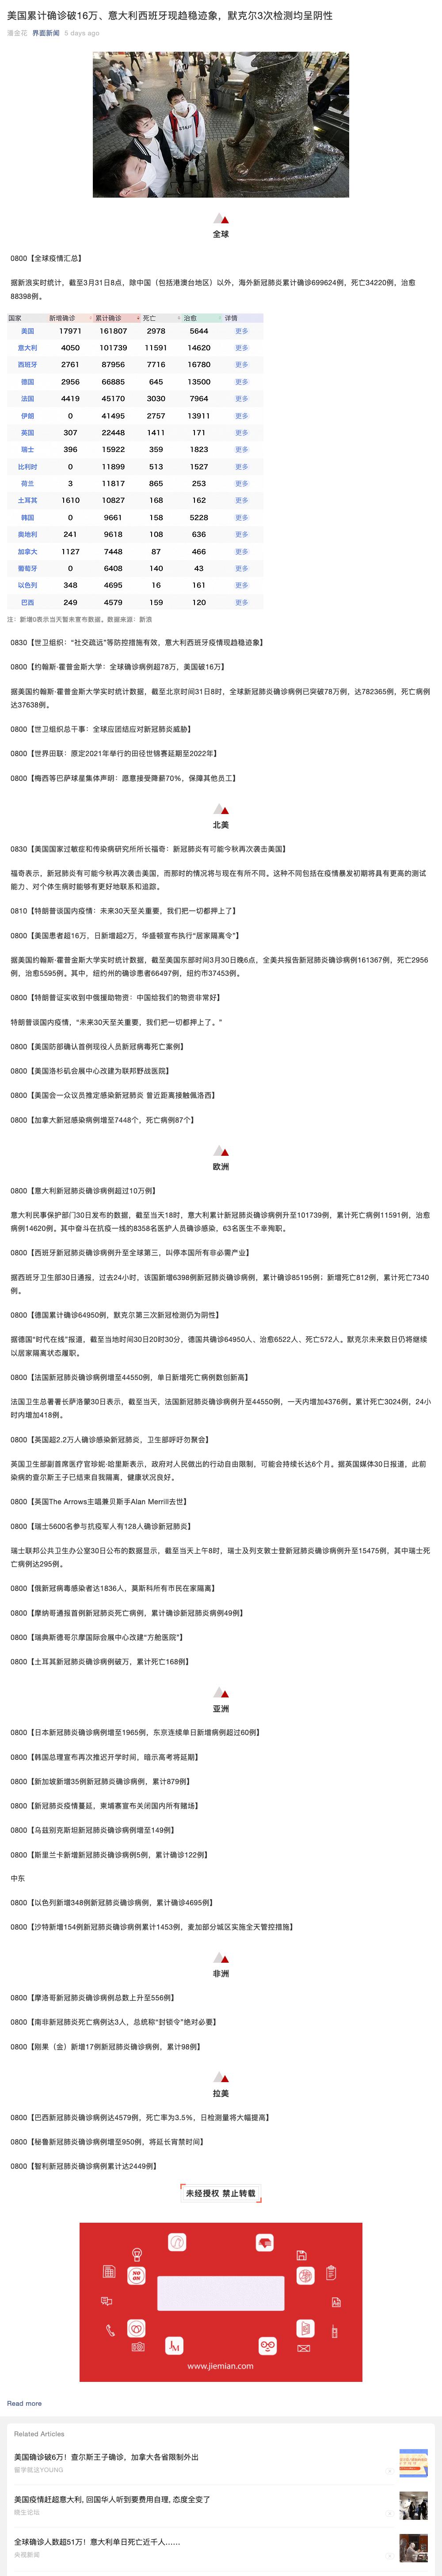 美国累计确诊破16万、意大利西班牙现趋稳迹象，默克尔3次检测均呈阴性
潘金花 界面新闻 5 days ago
全球
0800【全球疫情汇总】
据新浪实时统计，截至3月31日8点，除中国（包括港澳台地区）以外，海外新冠肺炎累计确诊699624例，死亡34220例，治愈
88398例。
国家 新增确诊 累计确诊 死亡 治愈 详情
美国 17971 161807 2978 5644 更多
意大利 4050 101739 11591 14620 更多
西班牙 2761 87956 7716 16780 更多
德国 2956 66885 645 13500 更多
法国 4419 45170 3030 7964 更多
伊朗 0 41495 2757 13911 更多
英国 307 22448 1411 171 更多
瑞士 396 15922 359 1823 更多
比利时 0 11899 513 1527 更多
荷兰 3 11817 865 253 更多
土耳其 1610 10827 168 162 更多
韩国 0 9661 158 5228 更多
奥地利 241 9618 108 636 更多
加拿大 1127 7448 87 466 更多
葡萄牙 0 6408 140 43 更多
以色列 348 4695 16 161 更多
巴西 249 4579 159 120 更多
注：新增0表示当天暂未宣布数据。数据来源：新浪
0830【世卫组织：“社交疏远”等防控措施有效，意大利西班牙疫情现趋稳迹象】
0800【约翰斯·霍普金斯大学：全球确诊病例超78万，美国破16万】
据美国约翰斯·霍普金斯大学实时统计数据，截至北京时间31日8时，全球新冠肺炎确诊病例已突破78万例，达782365例，死亡病例
达37638例。
0800【世卫组织总干事：全球应团结应对新冠肺炎威胁】
0800【世界田联：原定2021年举行的田径世锦赛延期至2022年】
0800【梅西等巴萨球星集体声明：愿意接受降薪70%，保障其他员工】
北美
0830【美国国家过敏症和传染病研究所所长福奇：新冠肺炎有可能今秋再次袭击美国】
福奇表示，新冠肺炎有可能今秋再次袭击美国，而那时的情况将与现在有所不同。这种不同包括在疫情暴发初期将具有更高的测试
能力、对个体生病时能够有更好地联系和追踪。
0810【特朗普谈国内疫情：未来30天至关重要，我们把一切都押上了】
0800【美国患者超16万，日新增超2万，华盛顿宣布执行“居家隔离令”】
据美国约翰斯·霍普金斯大学实时统计数据，截至美国东部时间3月30日晚6点，全美共报告新冠肺炎确诊病例161367例，死亡2956
例，治愈5595例。其中，纽约州的确诊患者66497例，纽约市37453例。
0800【特朗普证实收到中俄援助物资：中国给我们的物资非常好】
特朗普谈国内疫情，“未来30天至关重要，我们把一切都押上了。”
0800【美国防部确认首例现役人员新冠病毒死亡案例】
0800【美国洛杉矶会展中心改建为联邦野战医院】
0800【美国会一众议员推定感染新冠肺炎 曾近距离接触佩洛西】
0800【加拿大新冠感染病例增至7448个，死亡病例87个】
欧洲
0800【意大利新冠肺炎确诊病例超过10万例】
意大利民事保护部门30日发布的数据，截至当天18时，意大利累计新冠肺炎确诊病例升至101739例，累计死亡病例11591例，治愈
病例14620例。其中奋斗在抗疫一线的8358名医护人员确诊感染，63名医生不幸殉职。
0800【西班牙新冠肺炎确诊病例升至全球第三，叫停本国所有非必需产业】
据西班牙卫生部30日通报，过去24小时，该国新增6398例新冠肺炎确诊病例，累计确诊85195例；新增死亡812例，累计死亡7340
例。
0800【德国累计确诊64950例，默克尔第三次新冠检测仍为阴性】
据德国“时代在线”报道，截至当地时间30日20时30分，德国共确诊64950人、治愈6522人、死亡572人。默克尔未来数日仍将继续
以居家隔离状态履职。
0800【法国新冠肺炎确诊病例增至44550例，单日新增死亡病例数创新高】
法国卫生总署署长萨洛蒙30日表示，截至当天，法国新冠肺炎确诊病例升至44550例，一天内增加4376例。累计死亡3024例，24小
时内增加418例。
0800【英国超2.2万人确诊感染新冠肺炎，卫生部呼吁勿聚会】
英国卫生部副首席医疗官珍妮·哈里斯表示，政府对人民做出的行动自由限制，可能会持续长达6个月。据英国媒体30日报道，此前
染病的查尔斯王子已结束自我隔离，健康状况良好。
0800【英国The Arrows主唱兼贝斯手Alan Merrill去世】
0800【瑞士5600名参与抗疫军人有128人确诊新冠肺炎】
瑞士联邦公共卫生办公室30日公布的数据显示，截至当天上午8时，瑞士及列支敦士登新冠肺炎确诊病例升至15475例，其中瑞士死
亡病例达295例。
0800【俄新冠病毒感染者达1836人，莫斯科所有市民在家隔离】
0800【摩纳哥通报首例新冠肺炎死亡病例，累计确诊新冠肺炎病例49例】
0800【瑞典斯德哥尔摩国际会展中心改建“方舱医院”】
0800【土耳其新冠肺炎确诊病例破万，累计死亡168例】
亚洲
0800【日本新冠肺炎确诊病例增至1965例，东京连续单日新增病例超过60例】
0800【韩国总理宣布再次推迟开学时间，暗示高考将延期】
0800【新加坡新增35例新冠肺炎确诊病例，累计879例】
0800【新冠肺炎疫情蔓延，柬埔寨宣布关闭国内所有赌场】
0800【乌兹别克斯坦新冠肺炎确诊病例增至149例】
0800【斯里兰卡新增新冠肺炎确诊病例5例，累计确诊122例】
中东
0800【以色列新增348例新冠肺炎确诊病例，累计确诊4695例】
0800【沙特新增154例新冠肺炎确诊病例累计1453例，麦加部分城区实施全天管控措施】
非洲
0800【摩洛哥新冠肺炎确诊病例总数上升至556例】
0800【南非新冠肺炎死亡病例达3人，总统称“封锁令”绝对必要】
0800【刚果（金）新增17例新冠肺炎确诊病例，累计98例】
拉美
0800【巴西新冠肺炎确诊病例达4579例，死亡率为3.5%，日检测量将大幅提高】
0800【秘鲁新冠肺炎确诊病例增至950例，将延长宵禁时间】
0800【智利新冠肺炎确诊病例累计达2449例】
未经授权 禁止转载
NO
ON
JM
www.jiemian.com
Read more
Related Articles
美国确诊破6万！查尔斯王子确诊，加拿大各省限制外出
留学就这YOUNG
美国疫情赶超意大利, 回国华人听到要费用自理, 态度全变了
晓生论坛
全球确诊人数超51万！意大利单日死亡近千人……
央视新闻